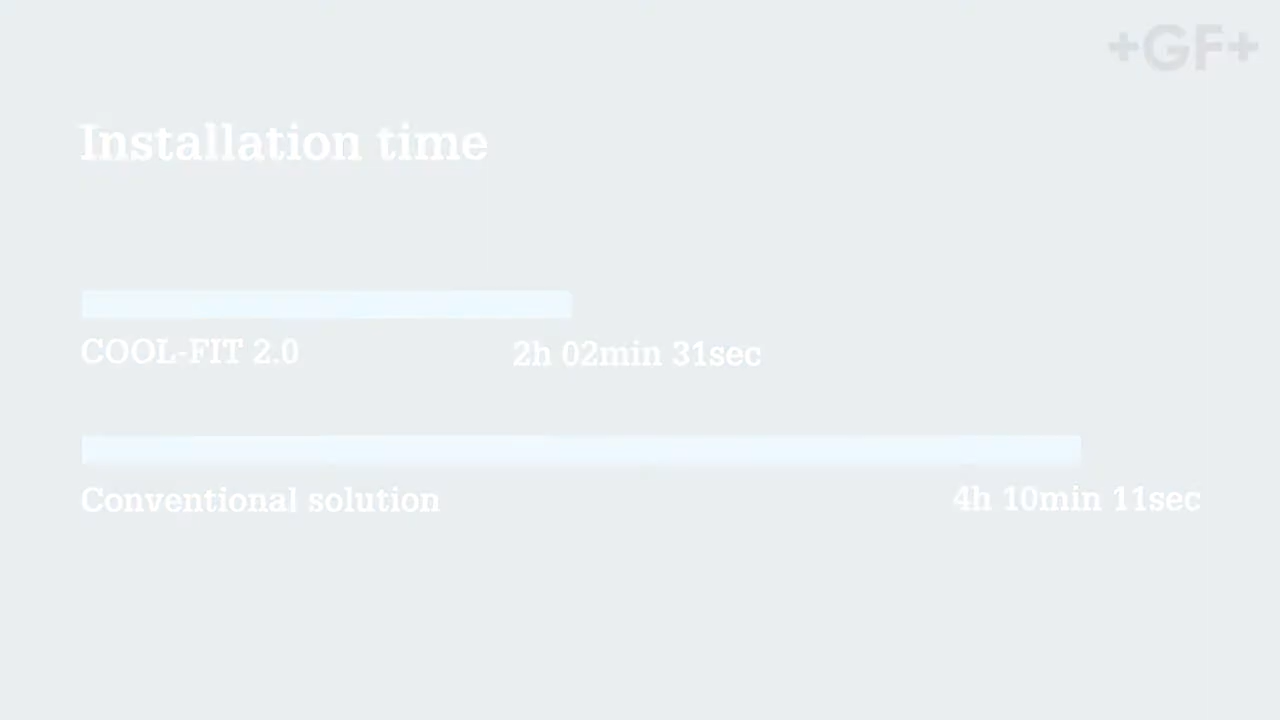 +GF+
Installation time
COOL-FIT 2.0
2h 02min 31sec
Conventional solution
4h 10min 11sec